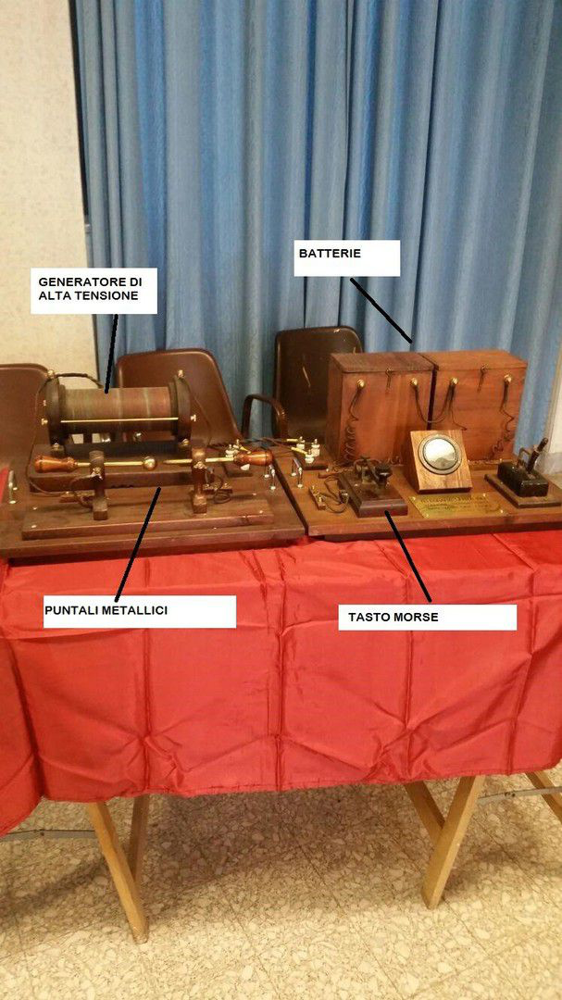 BATTERIE
GENERATORE DI
ALTA TENSIONE
PUNTALI METALLICI
TASTO MORSE